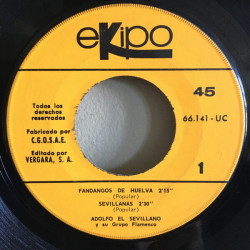 eKipo
Todos los
derechos
reservados
45
66.141-UC
Fabricado por
C.G.O.S.A.E.
Editado por
VERGARA, S. A.
1
FANDANGOS DE HUELVA 2'15"
(Popular)
SEVILLANAS 2'30"
(Popular)
ADOLFO EL SEVILLANO
y su Grupo Flamenco